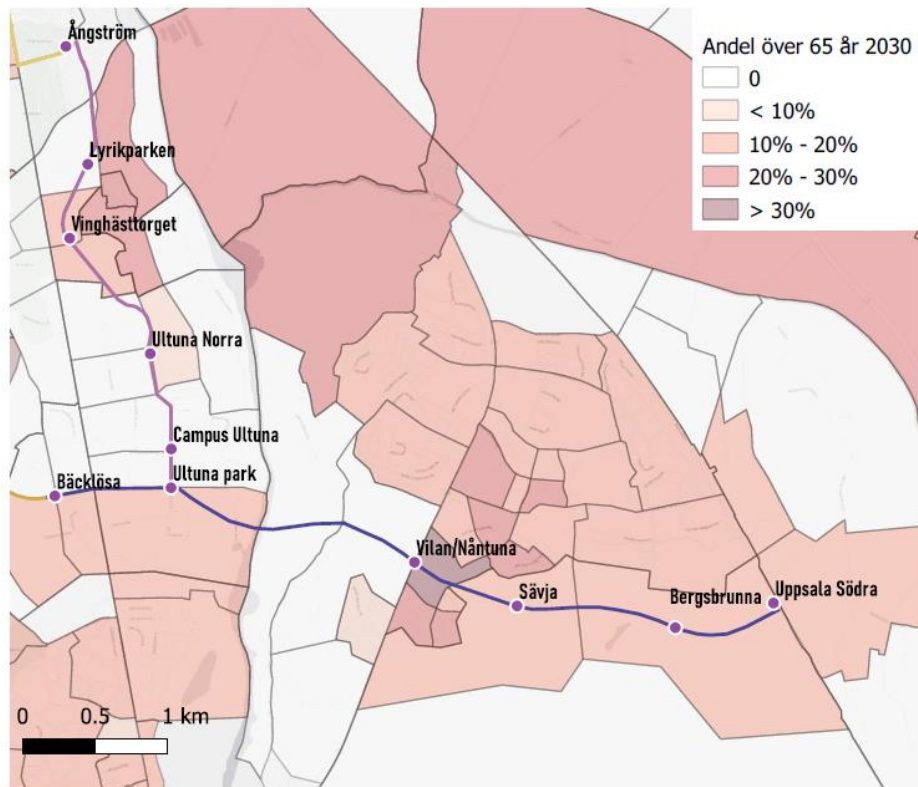 Ångström
Lyrikparken
Vinghästtorget
Ultuna Norra
Campus Ultuna
Bäcklösa
Ultuna park
Vilan/Nåntuna
Sävja
Bergsbrunna
Uppsala Södra
Andel över 65 år 2030
0
< 10%
10% - 20%
20% - 30%
> 30%
0 0.5 1 km